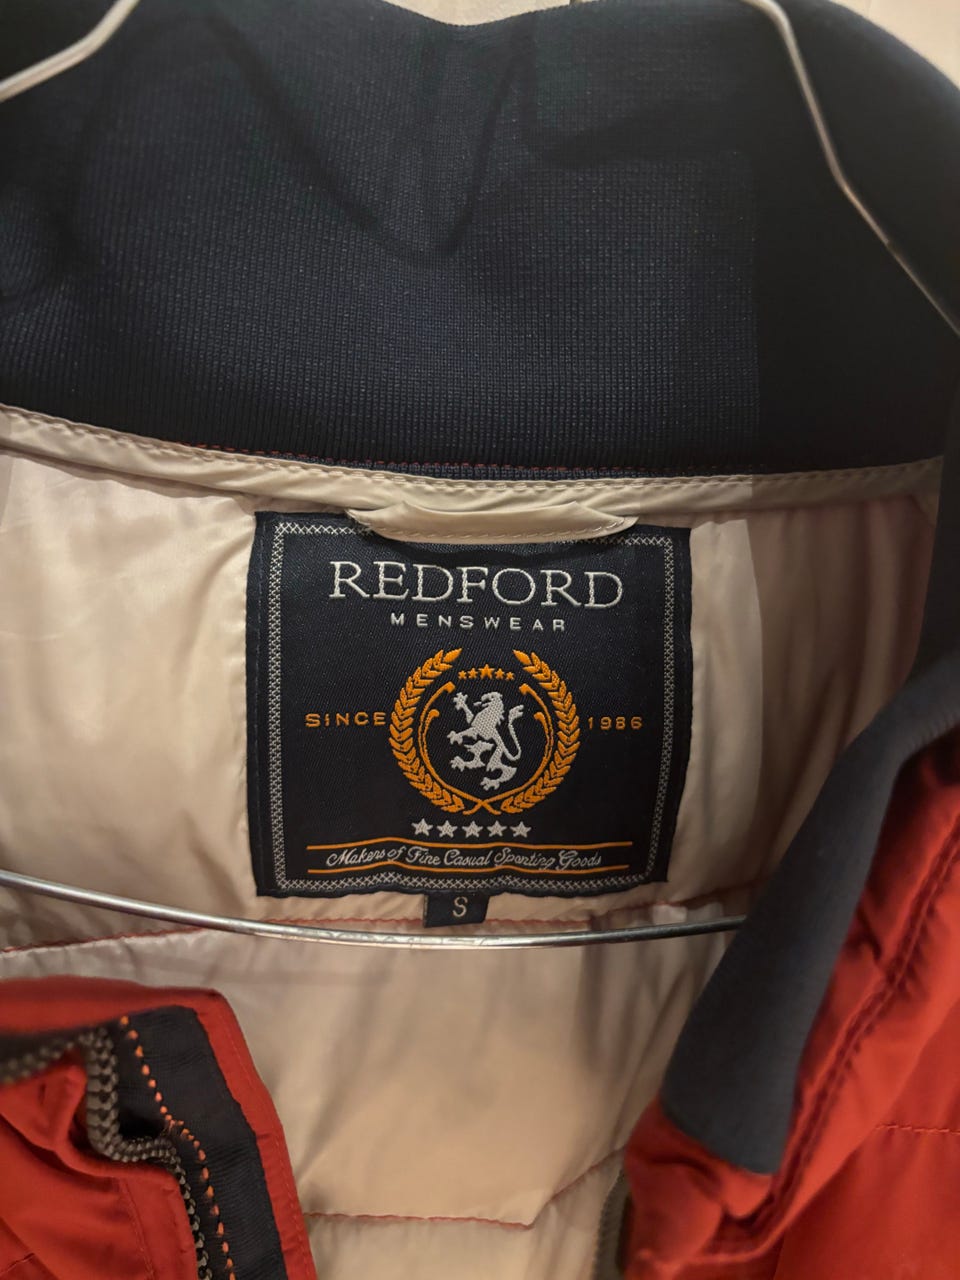 REDFORD
MENSWEAR
SINCE 1986
Makers of Fine Casual Sporting Goods
S